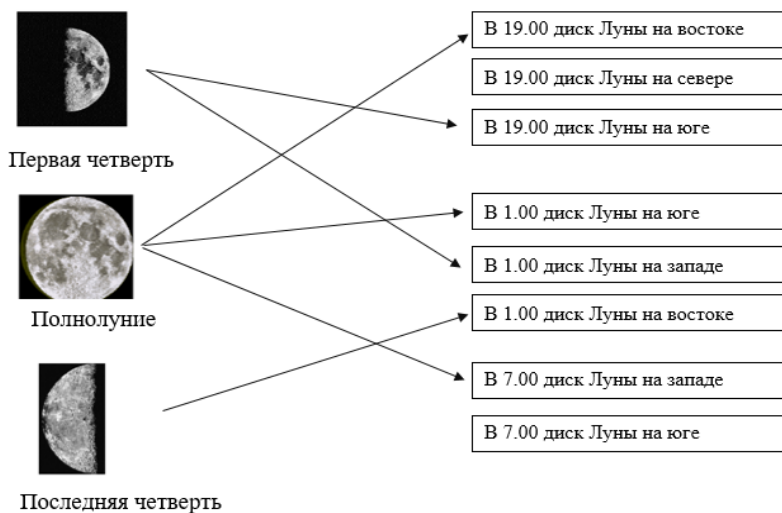 В 19.00 диск Луны на востоке
В 19.00 диск Луны на севере
В 19.00 диск Луны на юге
Первая четверть
В 1.00 диск Луны на юге
В 1.00 диск Луны на западе
В 1.00 диск Луны на востоке
Полнолуние
В 7.00 диск Луны на западе
В 7.00 диск Луны на юге
Последняя четверть